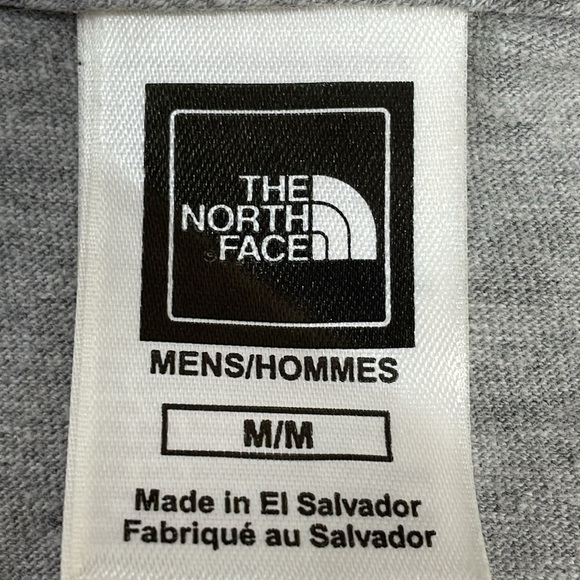 THE
NORTH
FACE
MENS/HOMMES
M/M
Made in El Salvador
Fabriqué au Salvador